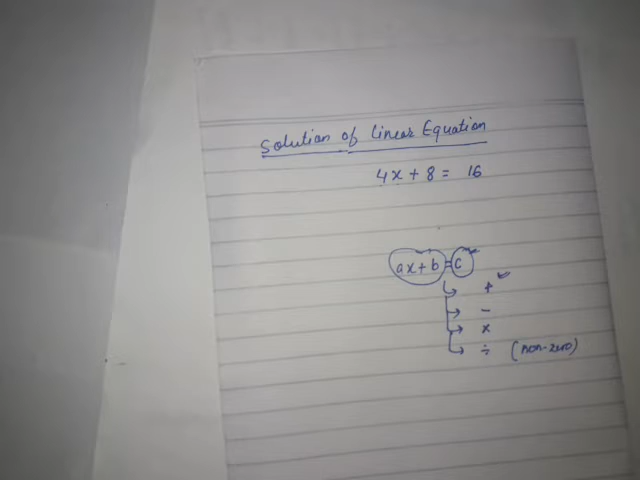 Solution of Linear Equation
4x + 8 = 16
ax + b = c
+
-
×
÷ (non-zero)